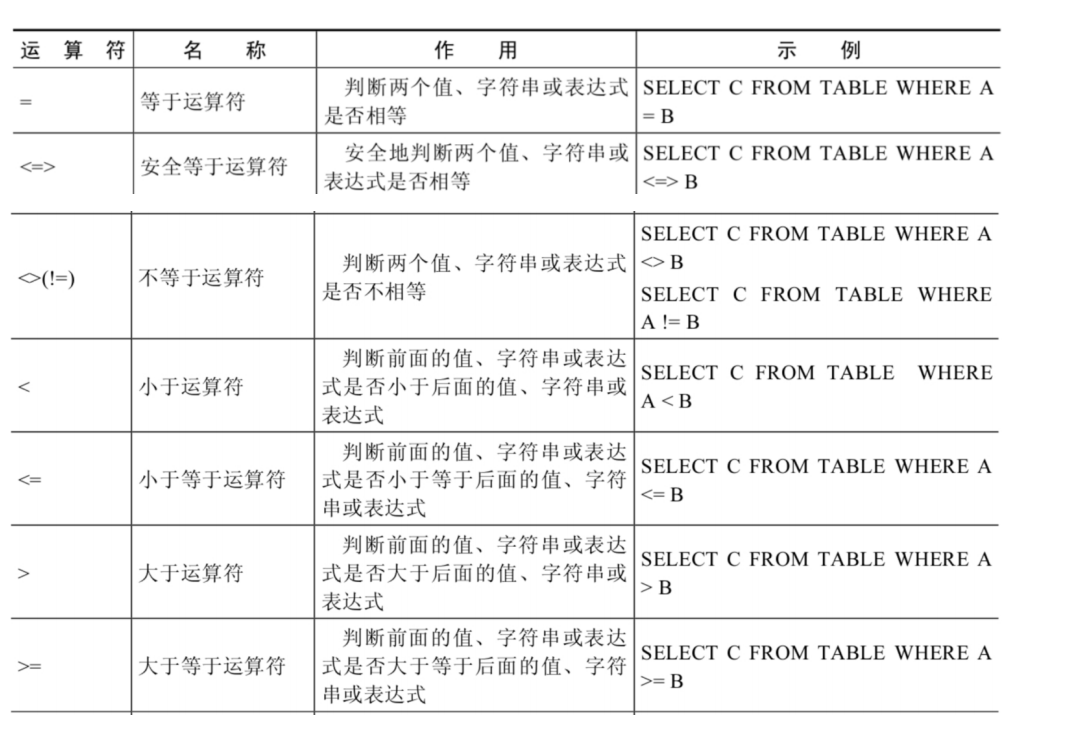 运 算 符 名 称 作 用 示 例
= 等于运算符 判断两个值、字符串或表达式 SELECT C FROM TABLE WHERE A
是否相等 = B
<=> 安全等于运算符 安全地判断两个值、字符串或 SELECT C FROM TABLE WHERE A
表达式是否相等 <=> B
<>(!=) 不等于运算符 判断两个值、字符串或表达式 SELECT C FROM TABLE WHERE A
是否不相等 <> B
SELECT C FROM TABLE WHERE
A != B
< 小于运算符 判断前面的值、字符串或表达
式是否小于后面的值、字符串或 SELECT C FROM TABLE WHERE
表达式 A < B
<= 小于等于运算符 判断前面的值、字符串或表达
式是否小于等于后面的值、字符 SELECT C FROM TABLE WHERE A
串或表达式 <= B
> 大于运算符 判断前面的值、字符串或表达
式是否大于后面的值、字符串或 SELECT C FROM TABLE WHERE A
表达式 > B
>= 大于等于运算符 判断前面的值、字符串或表达
式是否大于等于后面的值、字符 SELECT C FROM TABLE WHERE A
串或表达式 >= B